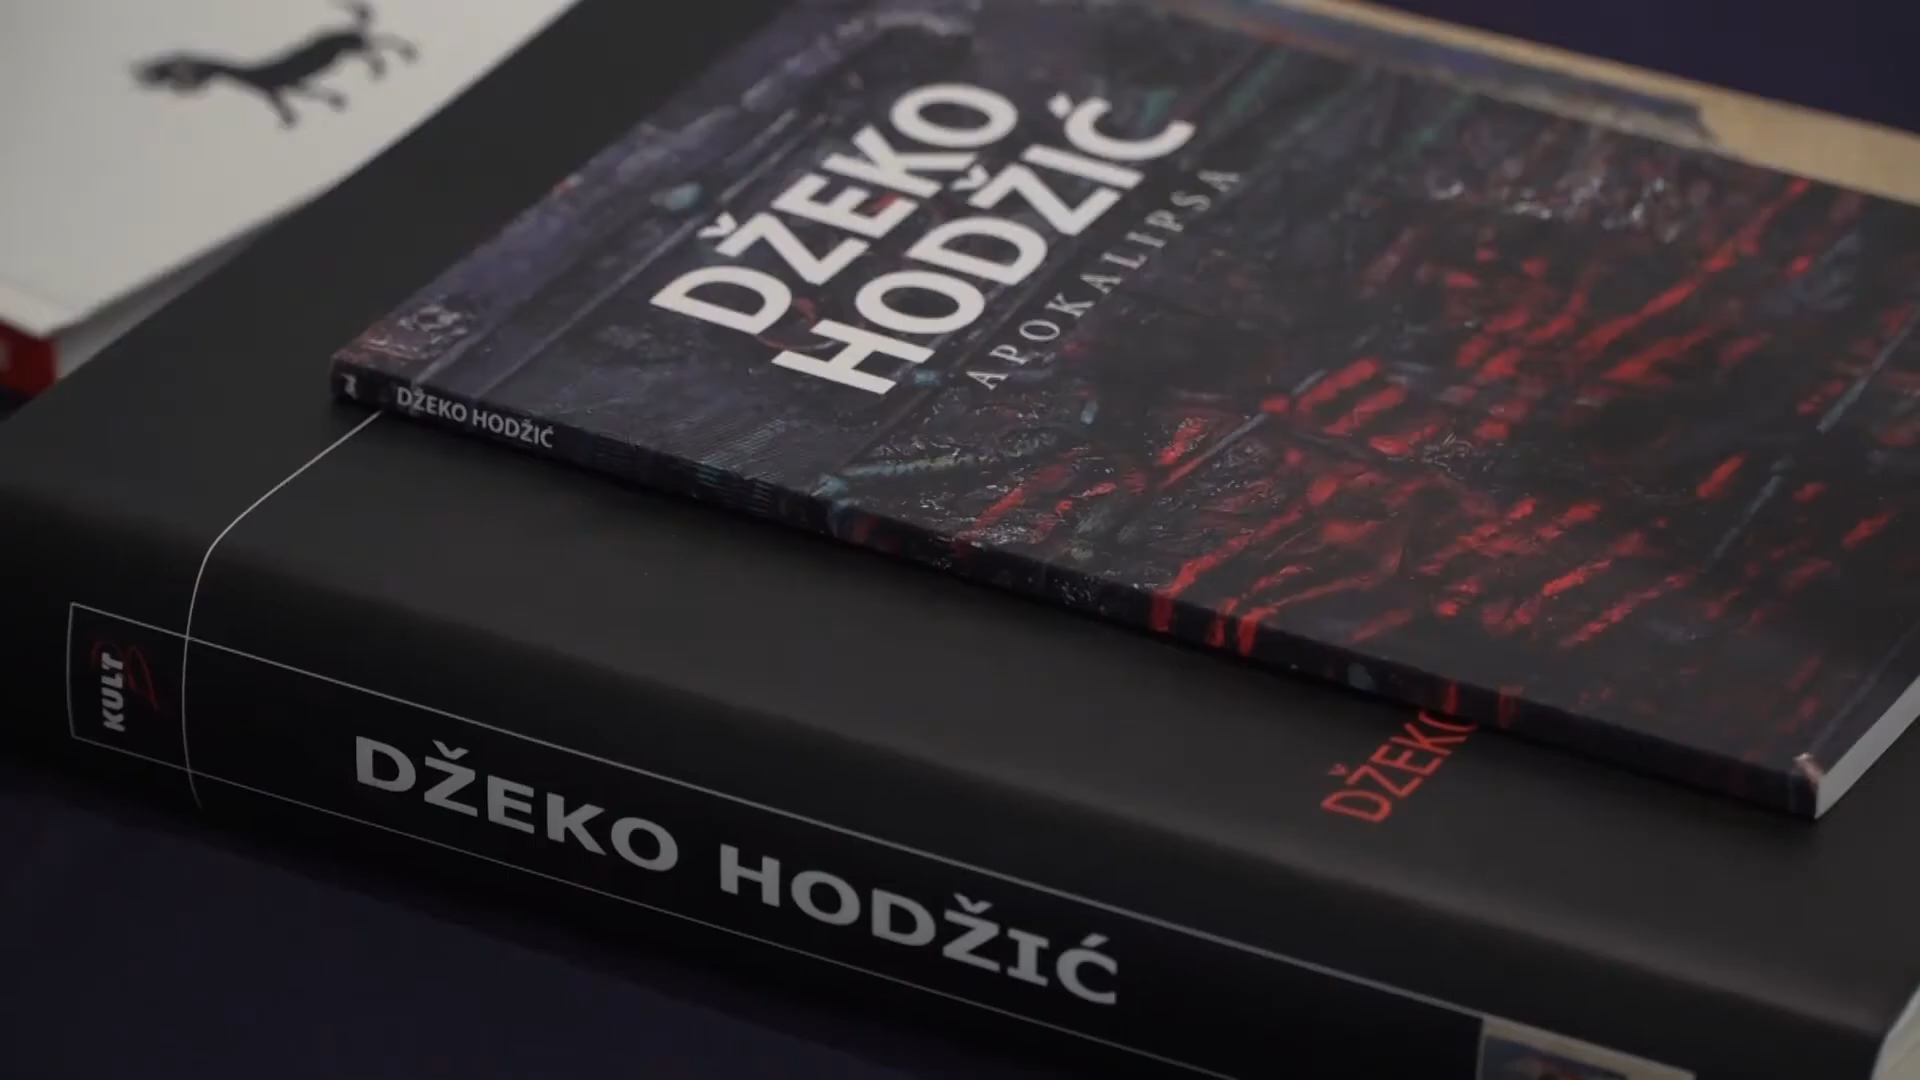 DŽEKO
HODŽIĆ
APOKALIPSA
DŽEKO HODŽIĆ
DŽEKO
KULT
DŽEKO HODŽIĆ